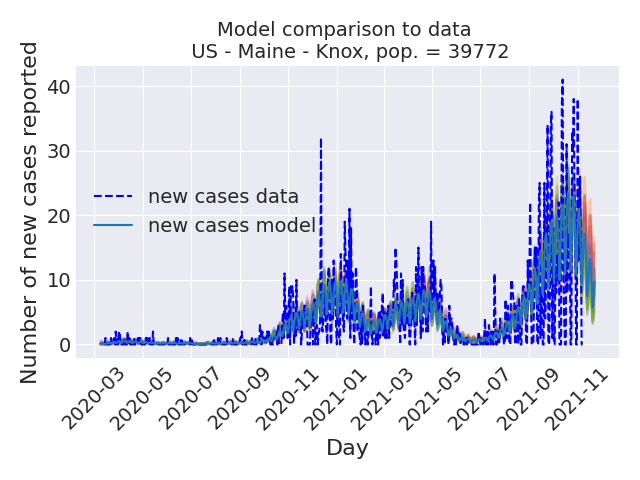 Model comparison to data
US - Maine - Knox, pop. = 39772
Number of new cases reported
40
30
20
10
0
new cases data
new cases model
2020-03
2020-05
2020-07
2020-09
2020-11
2021-01
2021-03
2021-05
2021-07
2021-09
2021-11
Day